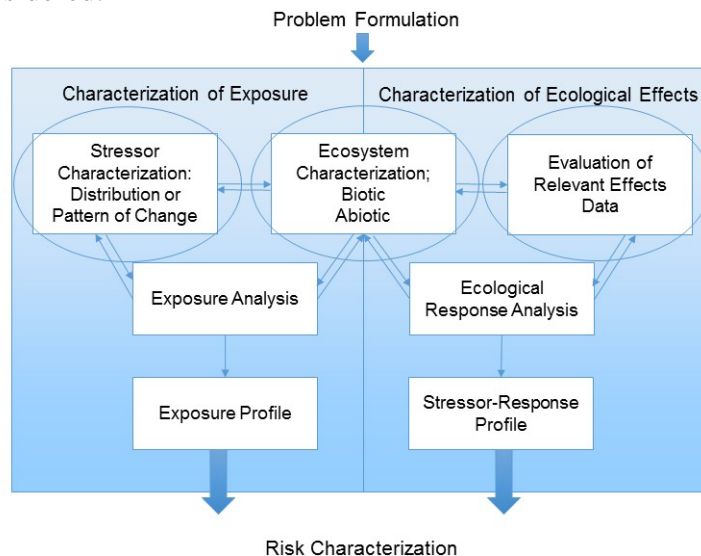 Problem Formulation
Characterization of Exposure
Characterization of Ecological Effects
Stressor
Characterization:
Distribution or
Pattern of Change
Ecosystem
Characterization;
Biotic
Abiotic
Evaluation of
Relevant Effects
Data
Exposure Analysis
Ecological
Response Analysis
Exposure Profile
Stressor-Response
Profile
Risk Characterization